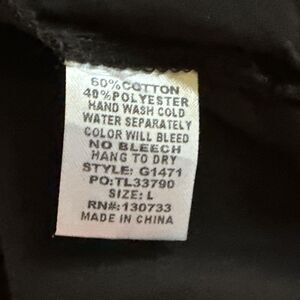 60% COTTON
40% POLYESTER
HAND WASH COLD
WATER SEPARATELY
COLOR WILL BLEED
NO BLEECH
HANG TO DRY
STYLE: G1471
PO:TL33790
SIZE: L
RN#:130733
MADE IN CHINA